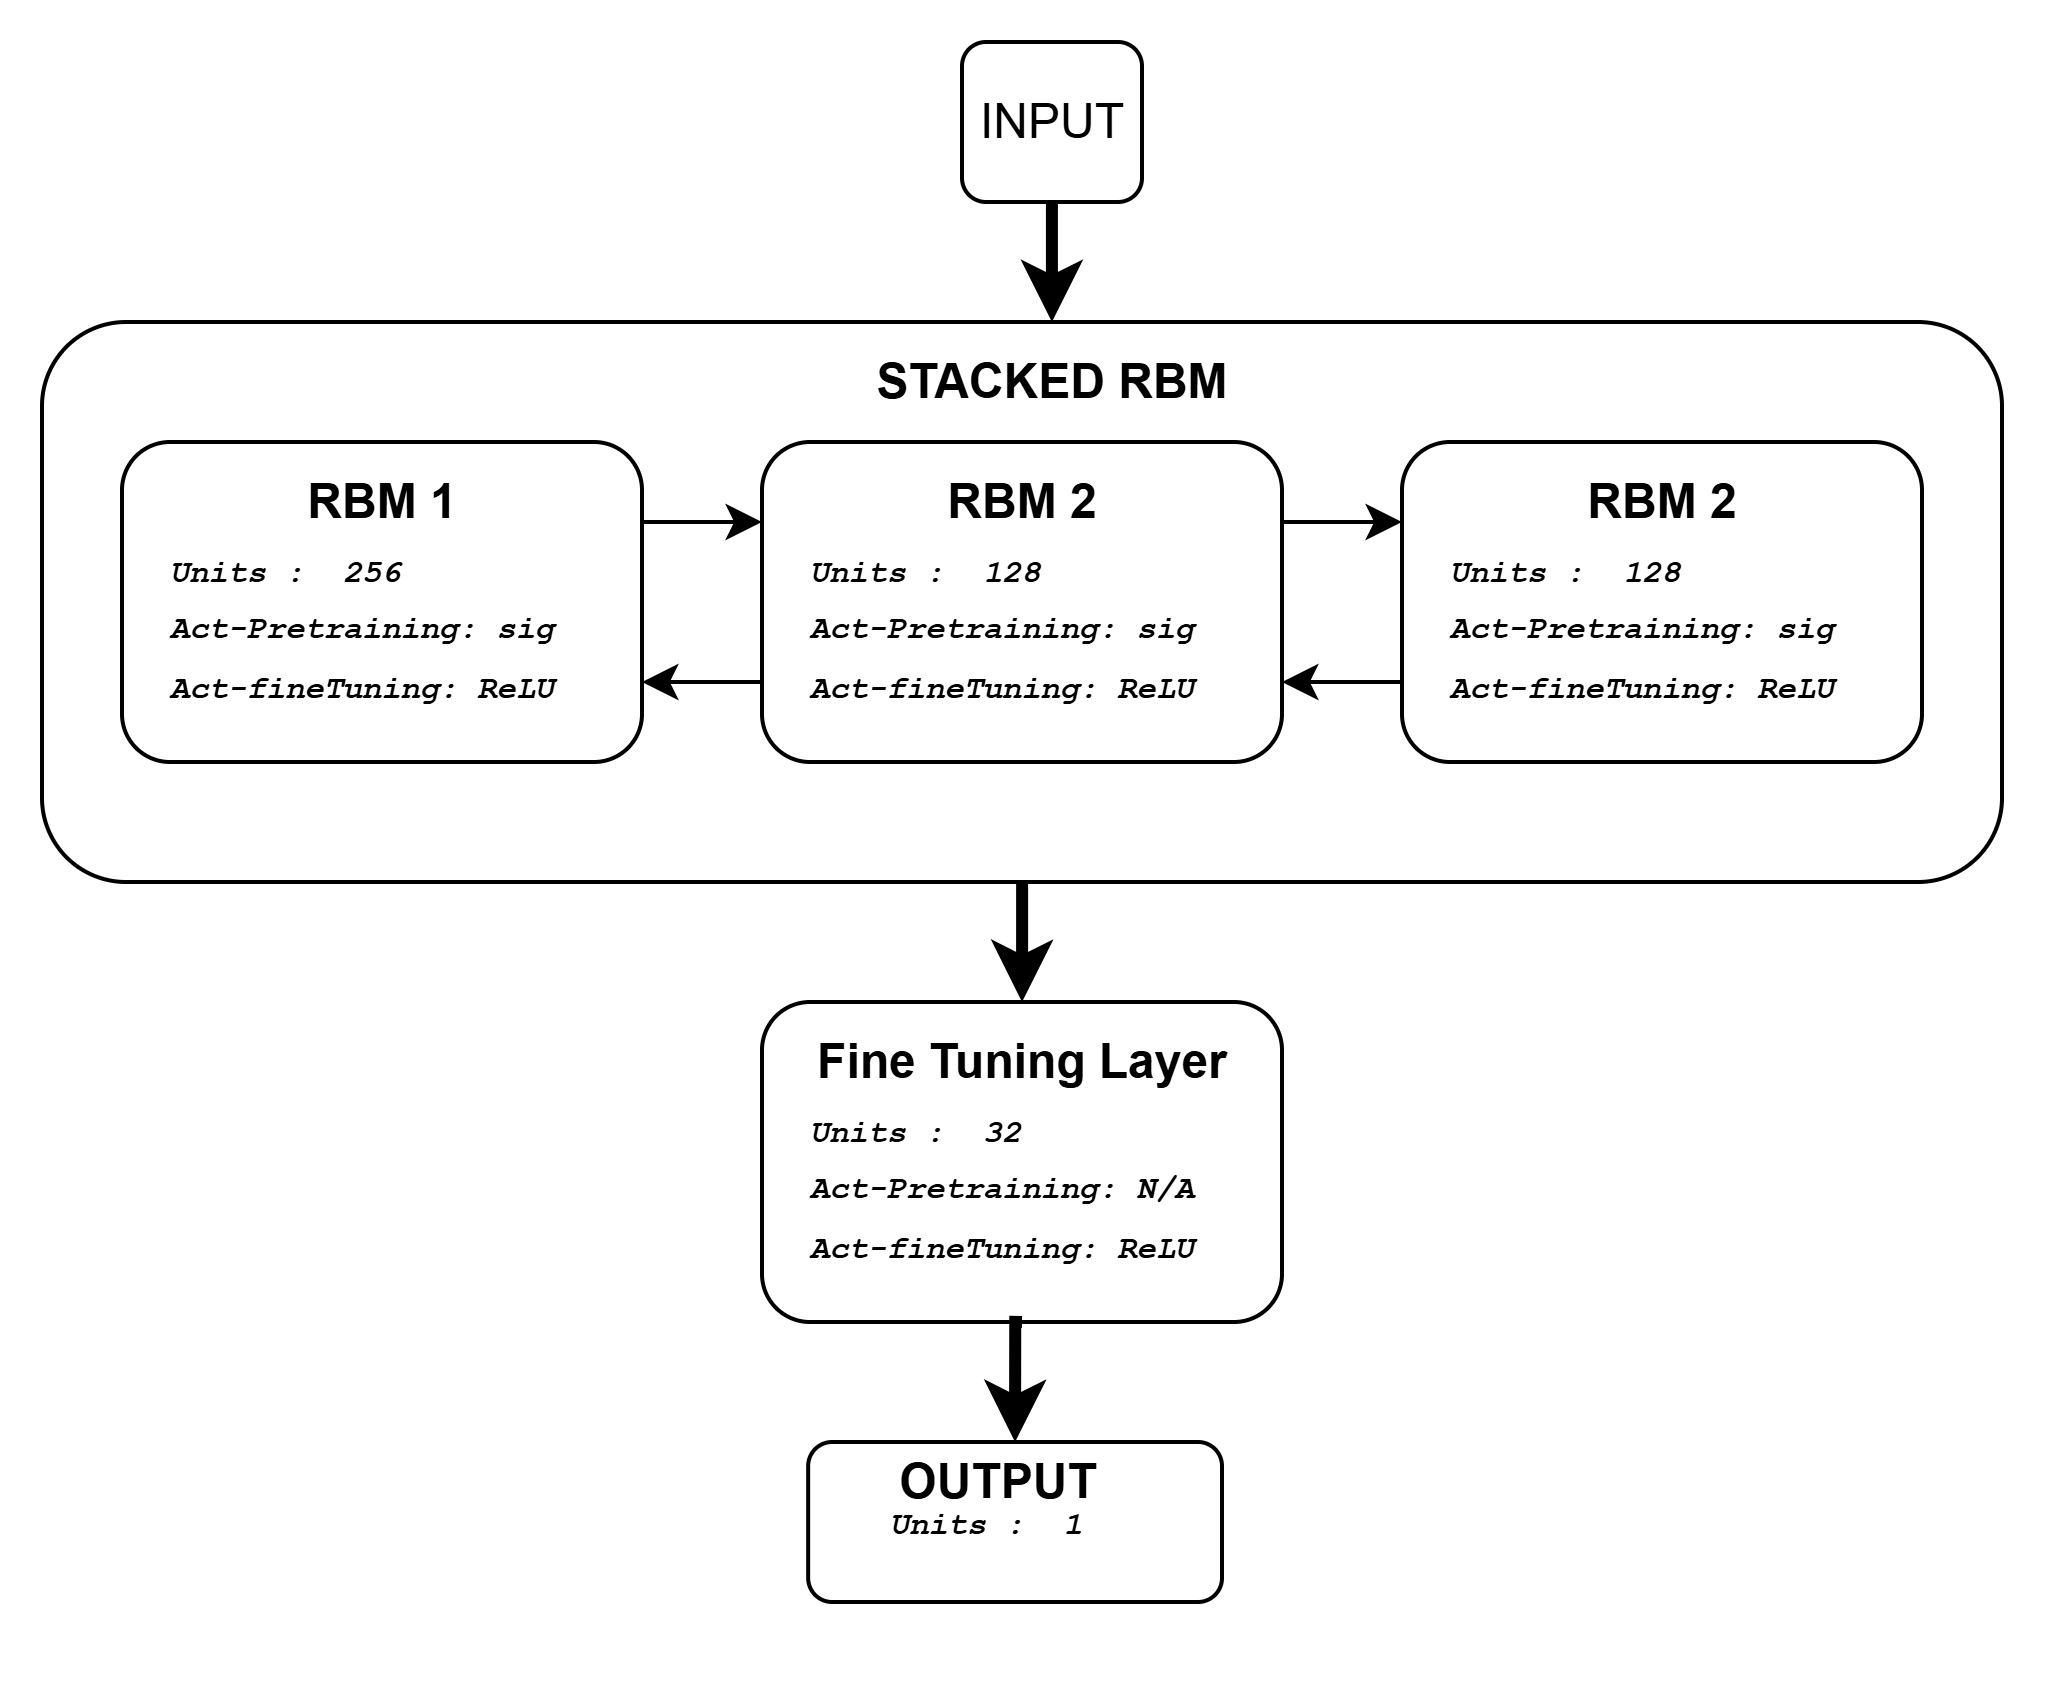 INPUT
STACKED RBM
RBM 1
Units :  256
Act-Pretraining: sig
Act-fineTuning: ReLU
RBM 2
Units :  128
Act-Pretraining: sig
Act-fineTuning: ReLU
RBM 2
Units :  128
Act-Pretraining: sig
Act-fineTuning: ReLU
Fine Tuning Layer
Units :  32
Act-Pretraining: N/A
Act-fineTuning: ReLU
OUTPUT
Units :  1